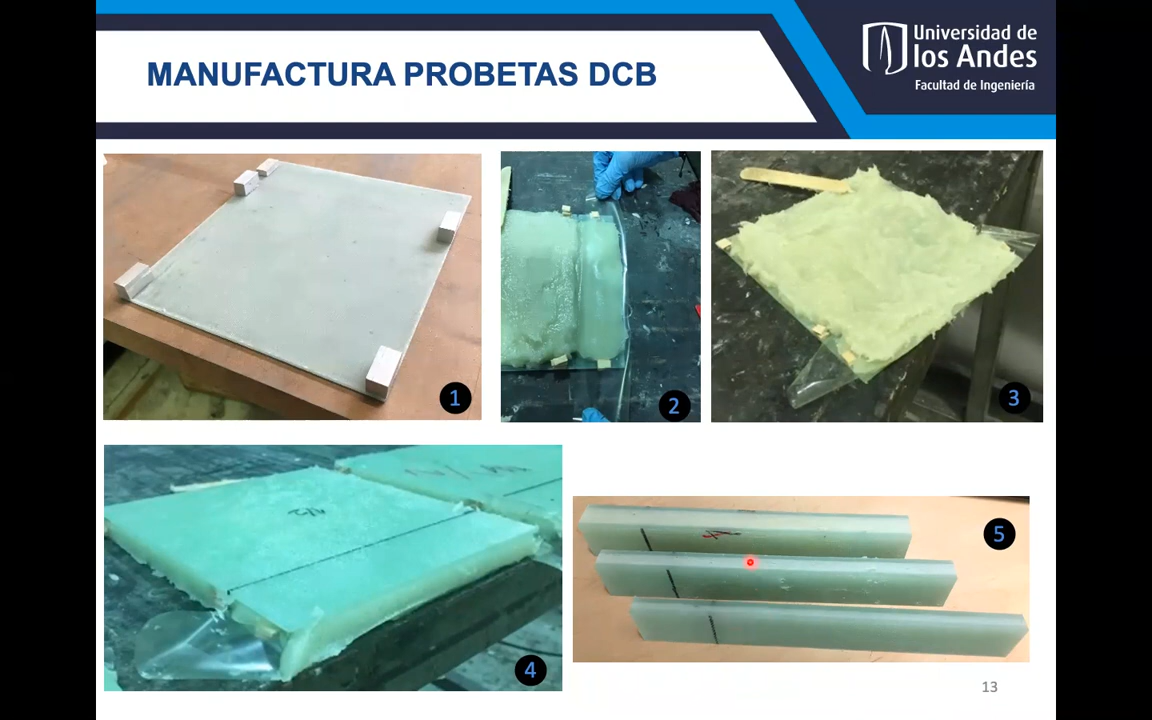 MANUFACTURA PROBETAS DCB
Universidad de
los Andes
Facultad de Ingeniería
1
2
3
4
5
13